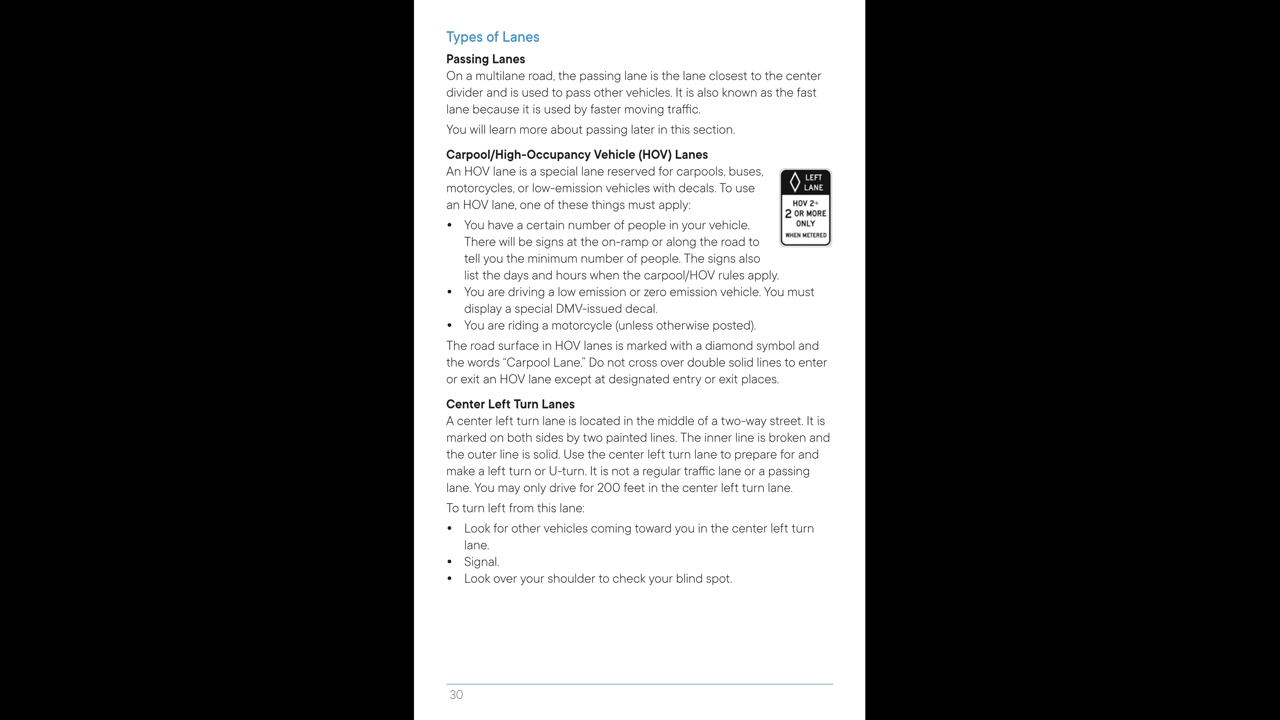 Types of Lanes
Passing Lanes
On a multilane road, the passing lane is the lane closest to the center
divider and is used to pass other vehicles. It is also known as the fast
lane because it is used by faster moving traffic.
You will learn more about passing later in this section.
Carpool/High-Occupancy Vehicle (HOV) Lanes
An HOV lane is a special lane reserved for carpools, buses,
motorcycles, or low-emission vehicles with decals. To use
an HOV lane, one of these things must apply:
• You have a certain number of people in your vehicle.
There will be signs at the on-ramp or along the road to
tell you the minimum number of people. The signs also
list the days and hours when the carpool/HOV rules apply.
• You are driving a low emission or zero emission vehicle. You must
display a special DMV-issued decal.
• You are riding a motorcycle (unless otherwise posted).
LEFT
LANE
HOV 2+
2 OR MORE
ONLY
WHEN METERED
The road surface in HOV lanes is marked with a diamond symbol and
the words “Carpool Lane.” Do not cross over double solid lines to enter
or exit an HOV lane except at designated entry or exit places.
Center Left Turn Lanes
A center left turn lane is located in the middle of a two-way street. It is
marked on both sides by two painted lines. The inner line is broken and
the outer line is solid. Use the center left turn lane to prepare for and
make a left turn or U-turn. It is not a regular traffic lane or a passing
lane. You may only drive for 200 feet in the center left turn lane.
To turn left from this lane:
• Look for other vehicles coming toward you in the center left turn
lane.
• Signal.
• Look over your shoulder to check your blind spot.
30